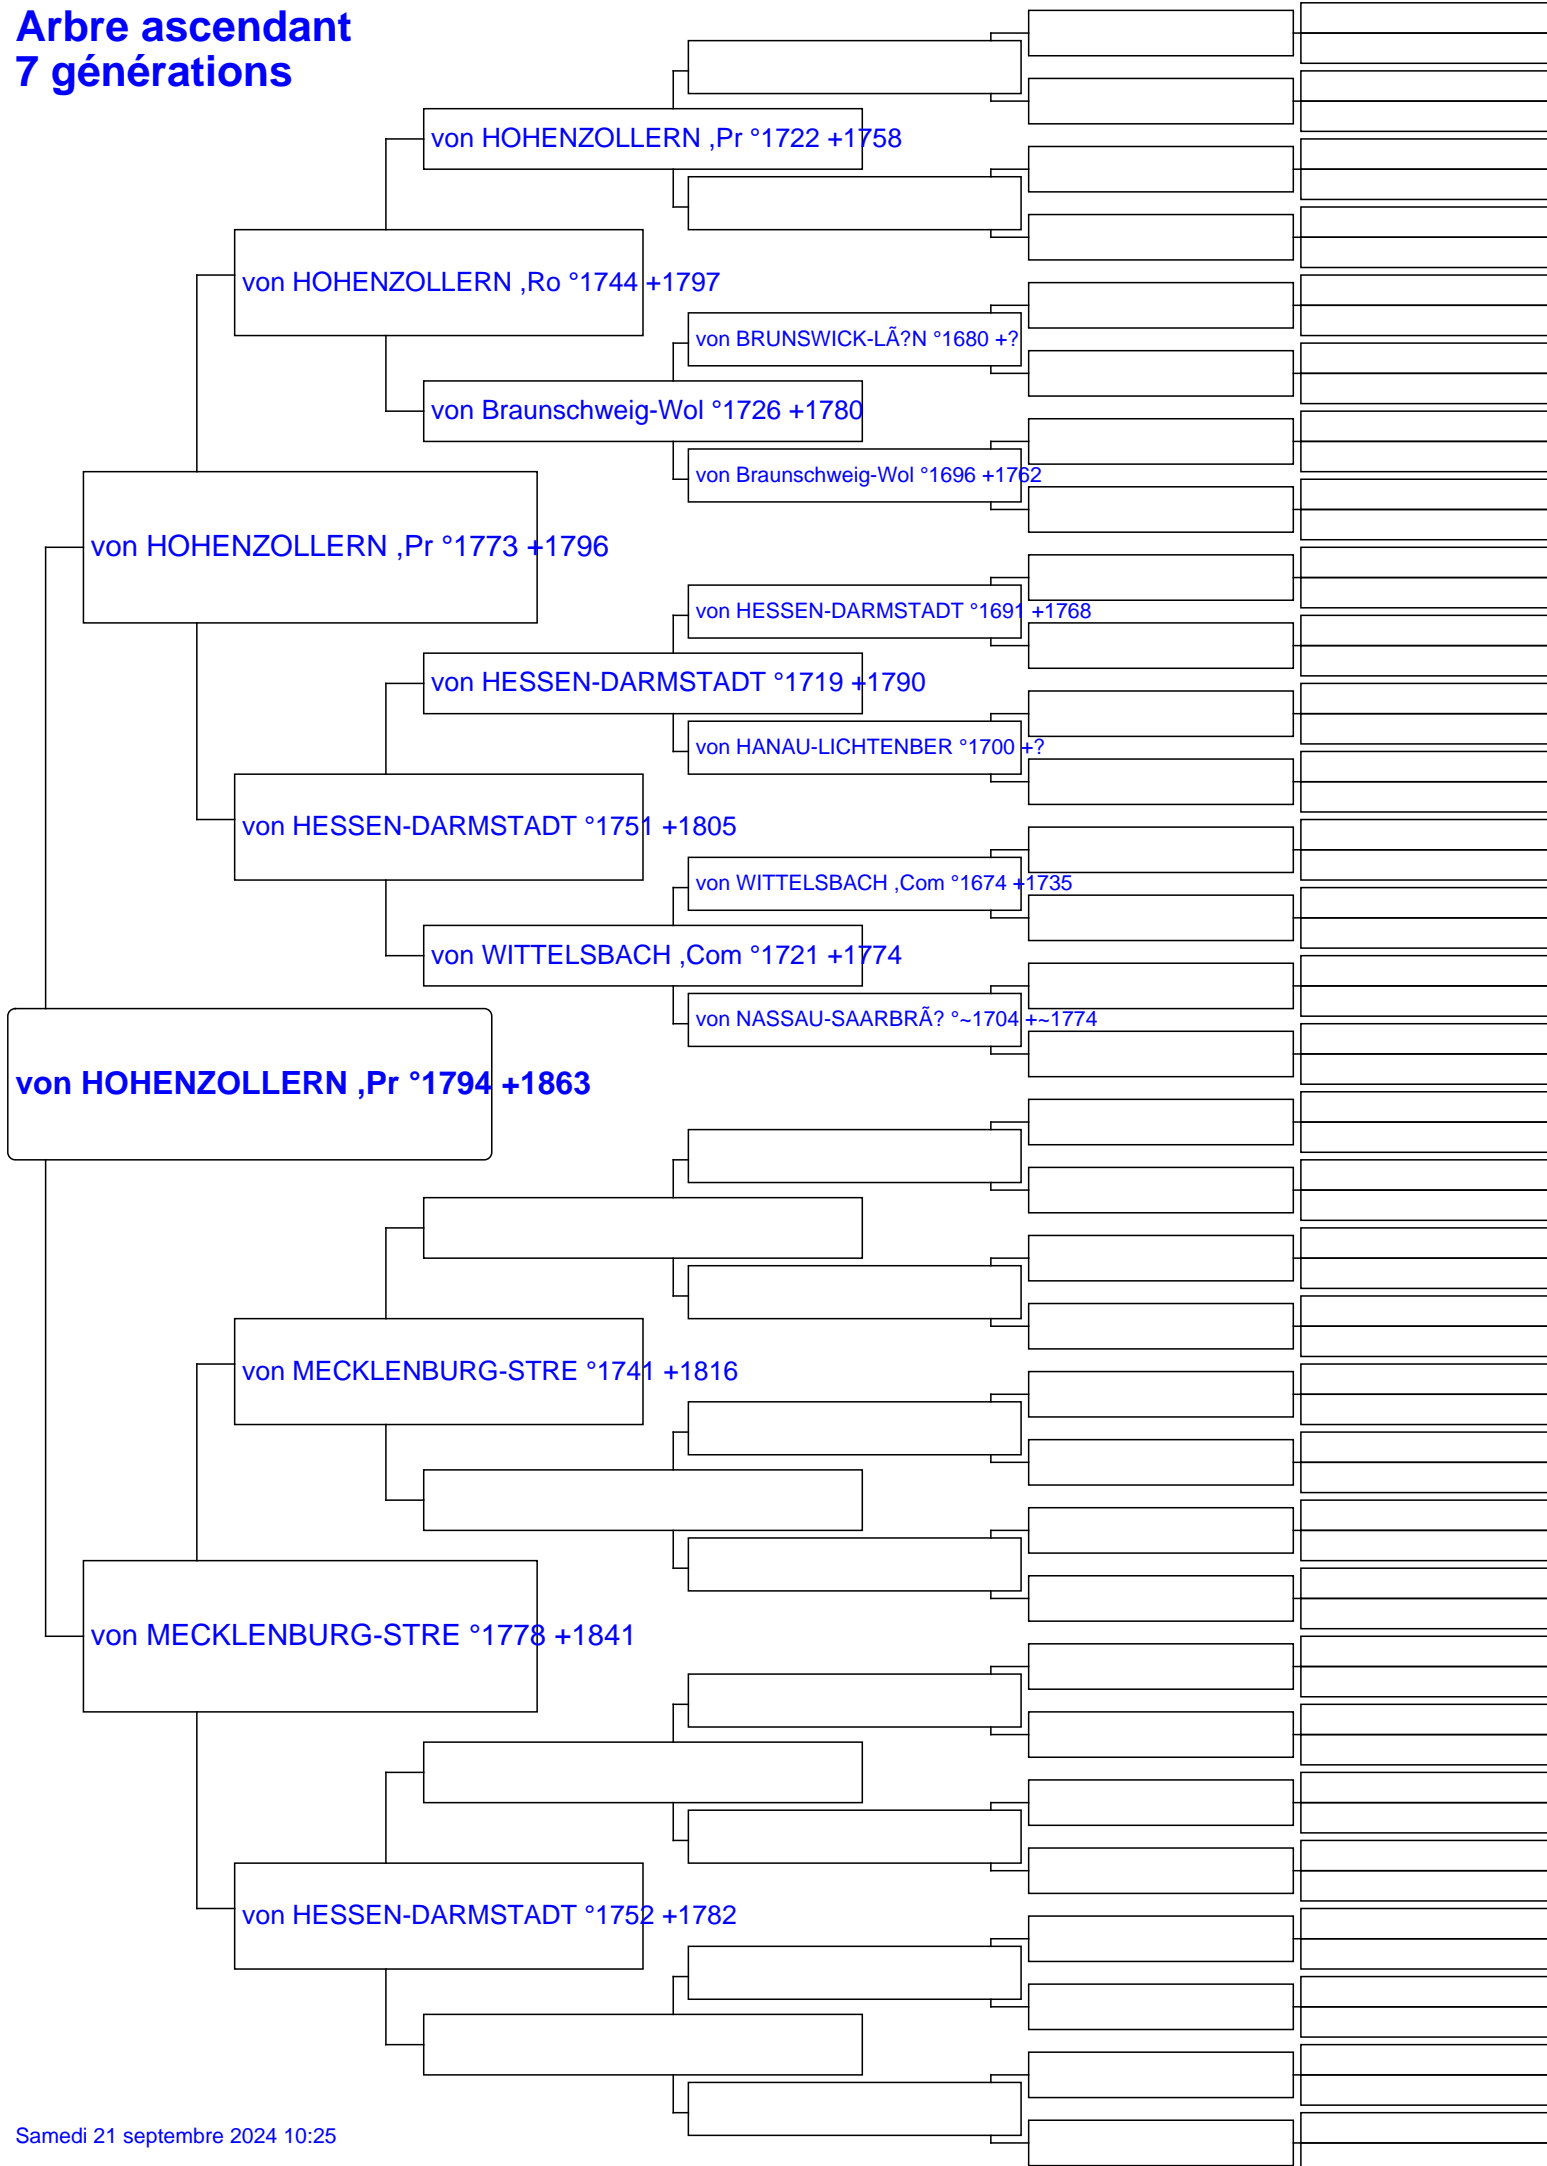 Arbre ascendant
7 générations
von HOHENZOLLERN ,Pr °1722 +1758
von HOHENZOLLERN ,Ro °1744 +1797
von BRUNSWICK-LÃ?N °1680 +?
von Braunschweig-Wol °1726 +1780
von Braunschweig-Wol °1696 +1762
von HOHENZOLLERN ,Pr °1773 +1796
von HESSEN-DARMSTADT °1691 +1768
von HESSEN-DARMSTADT °1719 +1790
von HANAU-LICHTENBER °1700 +?
von HESSEN-DARMSTADT °1751 +1805
von WITTELSBACH ,Com °1674 +1735
von WITTELSBACH ,Com °1721 +1774
von NASSAU-SAARBRÃ? °~1704 +~1774
von HOHENZOLLERN ,Pr °1794 +1863
von MECKLENBURG-STRE °1741 +1816
von MECKLENBURG-STRE °1778 +1841
von HESSEN-DARMSTADT °1752 +1782
Samedi 21 septembre 2024 10:25